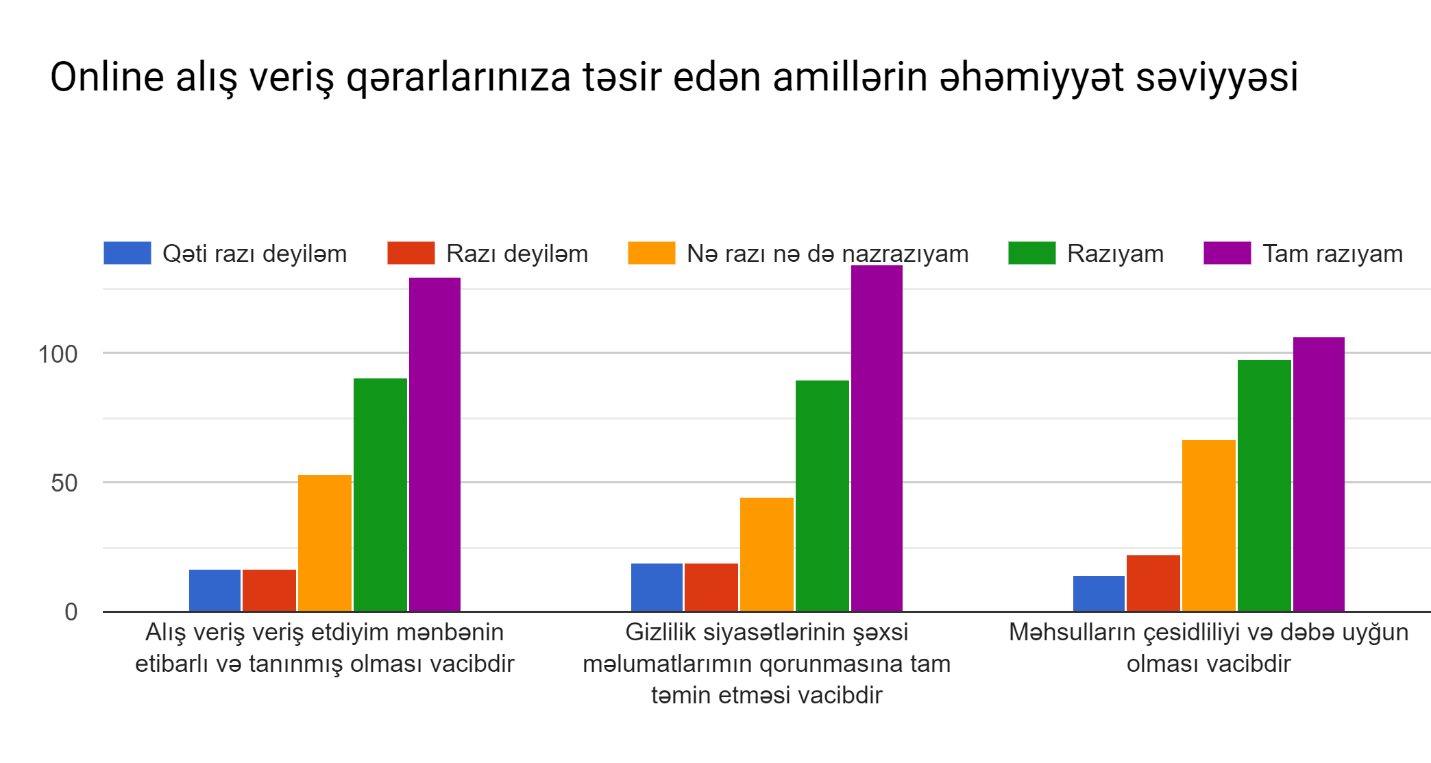 Online alış veriş qərarlarınıza təsir edən amillərin əhəmiyyət səviyyəsi
Qəti razı deyiləm
Razı deyiləm
Nə razı nə də nazrazıyam
Razıyam
Tam razıyam
100
50
0
Alış veriş veriş etdiyim mənbənin
etibarlı və tanınmış olması vacibdir
Gizlilik siyasətlərinin şəxsi
məlumatlarımın qorunmasına tam
təmin etməsi vacibdir
Məhsulların çesidliliyi və dəbə uyğun
olması vacibdir